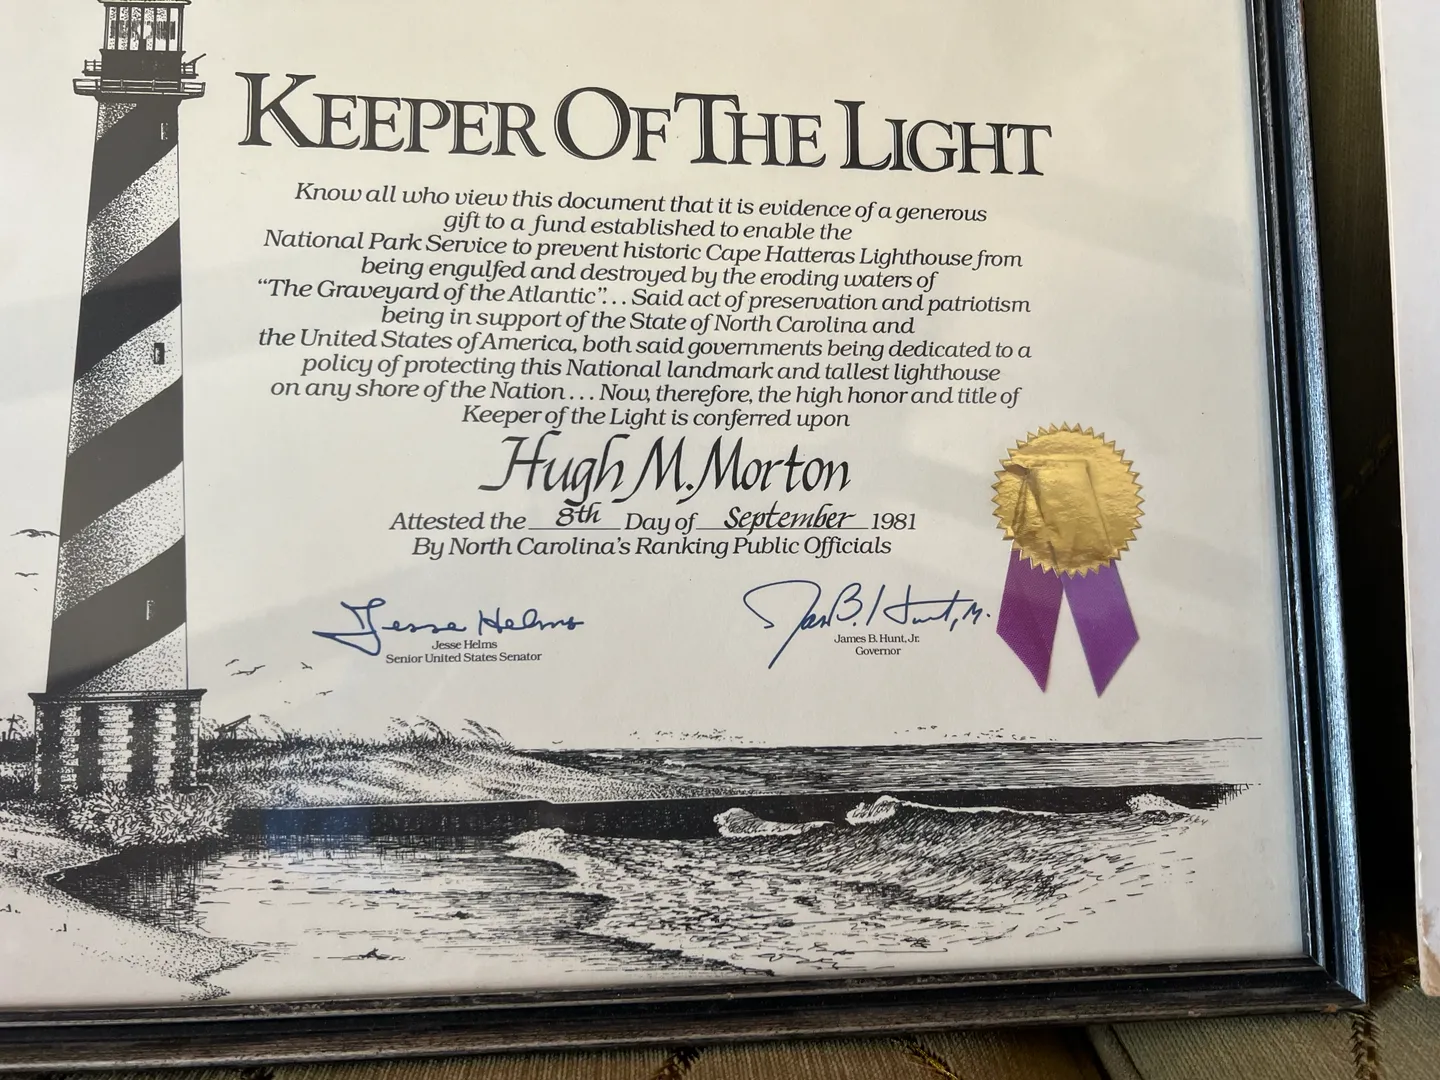 KEEPER OF THE LIGHT
Know all who view this document that it is evidence of a generous
gift to a fund established to enable the
National Park Service to prevent historic Cape Hatteras Lighthouse from
being engulfed and destroyed by the eroding waters of
“The Graveyard of the Atlantic”... Said act of preservation and patriotism
being in support of the State of North Carolina and
the United States of America, both said governments being dedicated to a
policy of protecting this National landmark and tallest lighthouse
on any shore of the Nation... Now, therefore, the high honor and title of
Keeper of the Light is conferred upon
Hugh M. Morton
Attested the 8th Day of September 1981
By North Carolina's Ranking Public Officials
Jesse Helms
Jesse Helms
Senior United States Senator
James B. Hunt, Jr.
James B. Hunt, Jr.
Governor